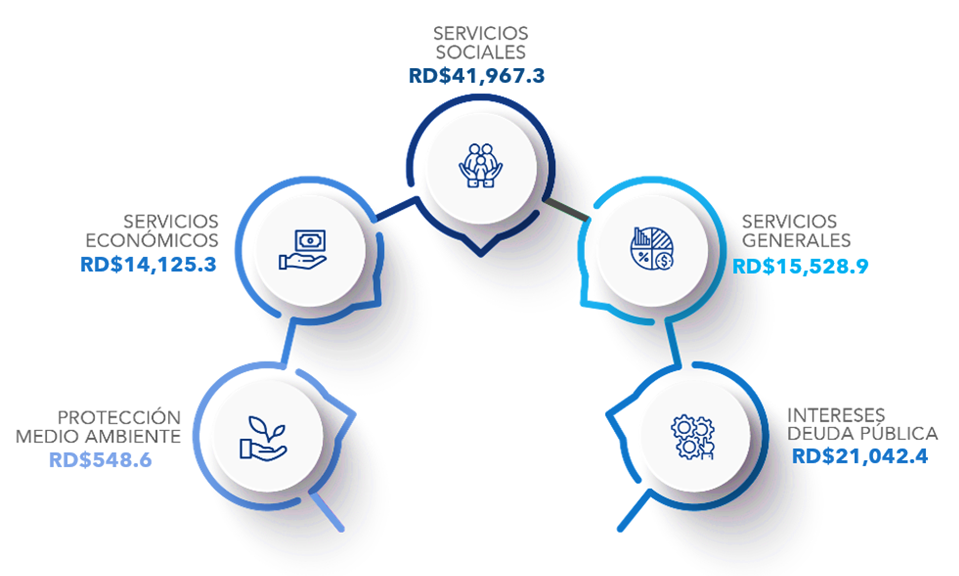 SERVICIOS
SOCIALES
RD$41,967.3
SERVICIOS
ECONÓMICOS
RD$14,125.3
SERVICIOS
GENERALES
RD$15,528.9
PROTECCIÓN
MEDIO AMBIENTE
RD$548.6
INTERESES
DEUDA PÚBLICA
RD$21,042.4